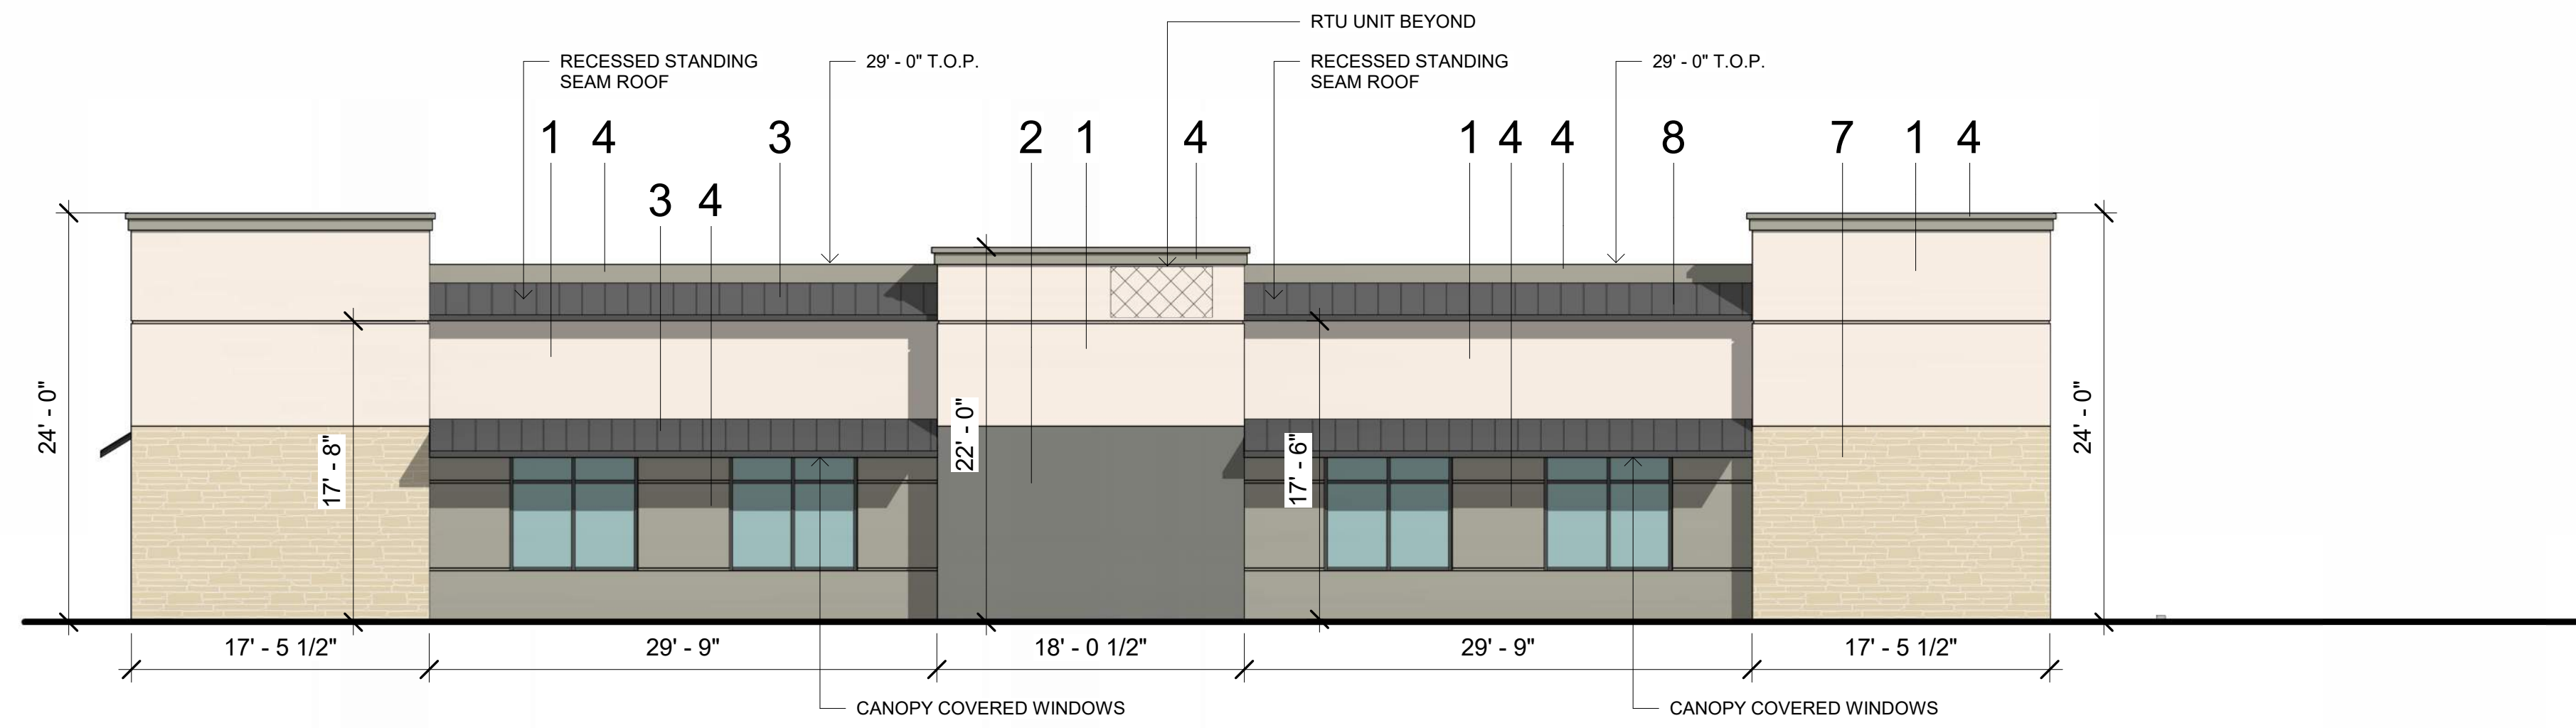 RTU UNIT BEYOND
RECESSED STANDING
SEAM ROOF
29' - 0" T.O.P.
RECESSED STANDING
SEAM ROOF
29' - 0" T.O.P.
1 4 3 2 1 4 1 4 4 8 7 1 4
3 4
24' - 0"
17' - 8"
22' - 0"
17' - 6"
24' - 0"
17' - 5 1/2" 29' - 9" 18' - 0 1/2" 29' - 9" 17' - 5 1/2"
CANOPY COVERED WINDOWS
CANOPY COVERED WINDOWS